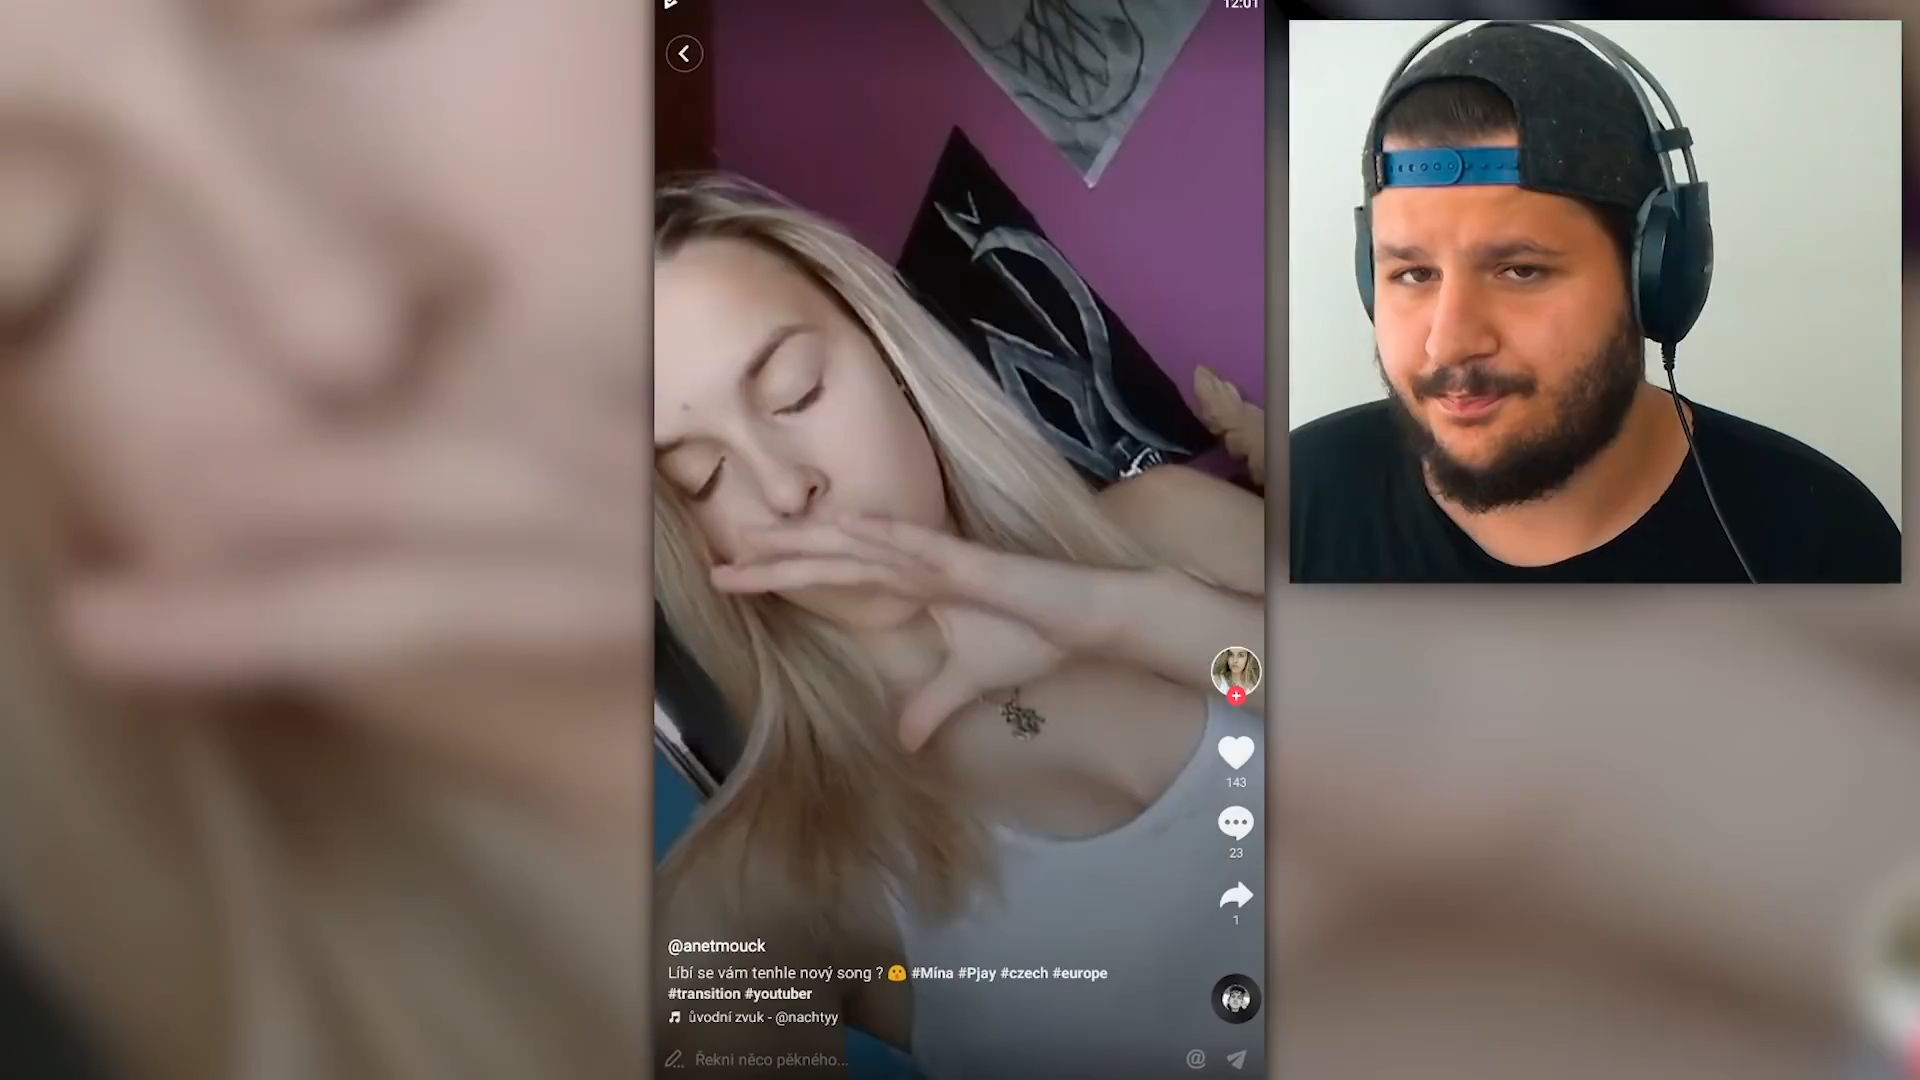 12:01
143
23
1
@anetmouck
Líbí se vám tenhle nový song ? 😗 #Mína #Pjay #czech #europe
#transition #youtuber
ůvodní zvuk - @nachtyy
Řekni něco pěkného...